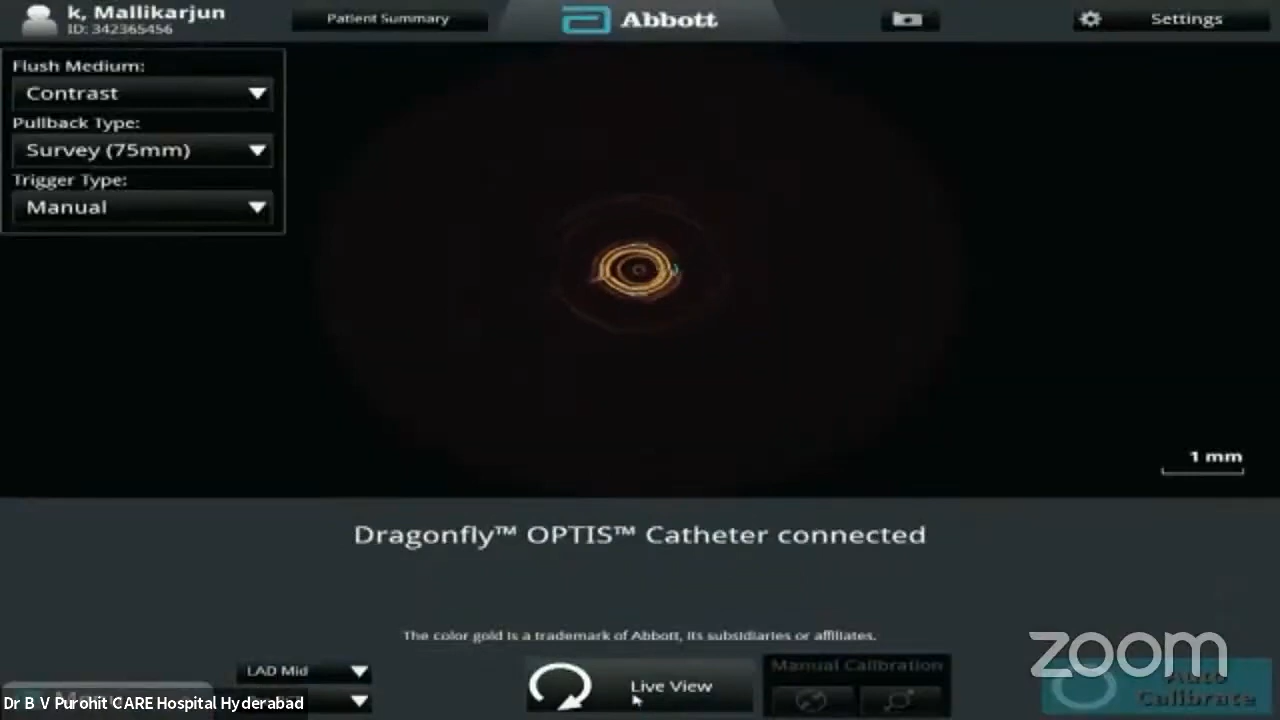 k, Mallikarjun
ID: 342365456
Patient Summary
Abbott
Settings
Flush Medium:
Contrast
Pullback Type:
Survey (75mm)
Trigger Type:
Manual
1 mm
Dragonfly™ OPTIS™ Catheter connected
The color gold is a trademark of Abbott, its subsidiaries or affiliates.
LAD Mid
Live View
Manual Calibration
Auto
Calibrate
zoom
Dr B V Purohit CARE Hospital Hyderabad